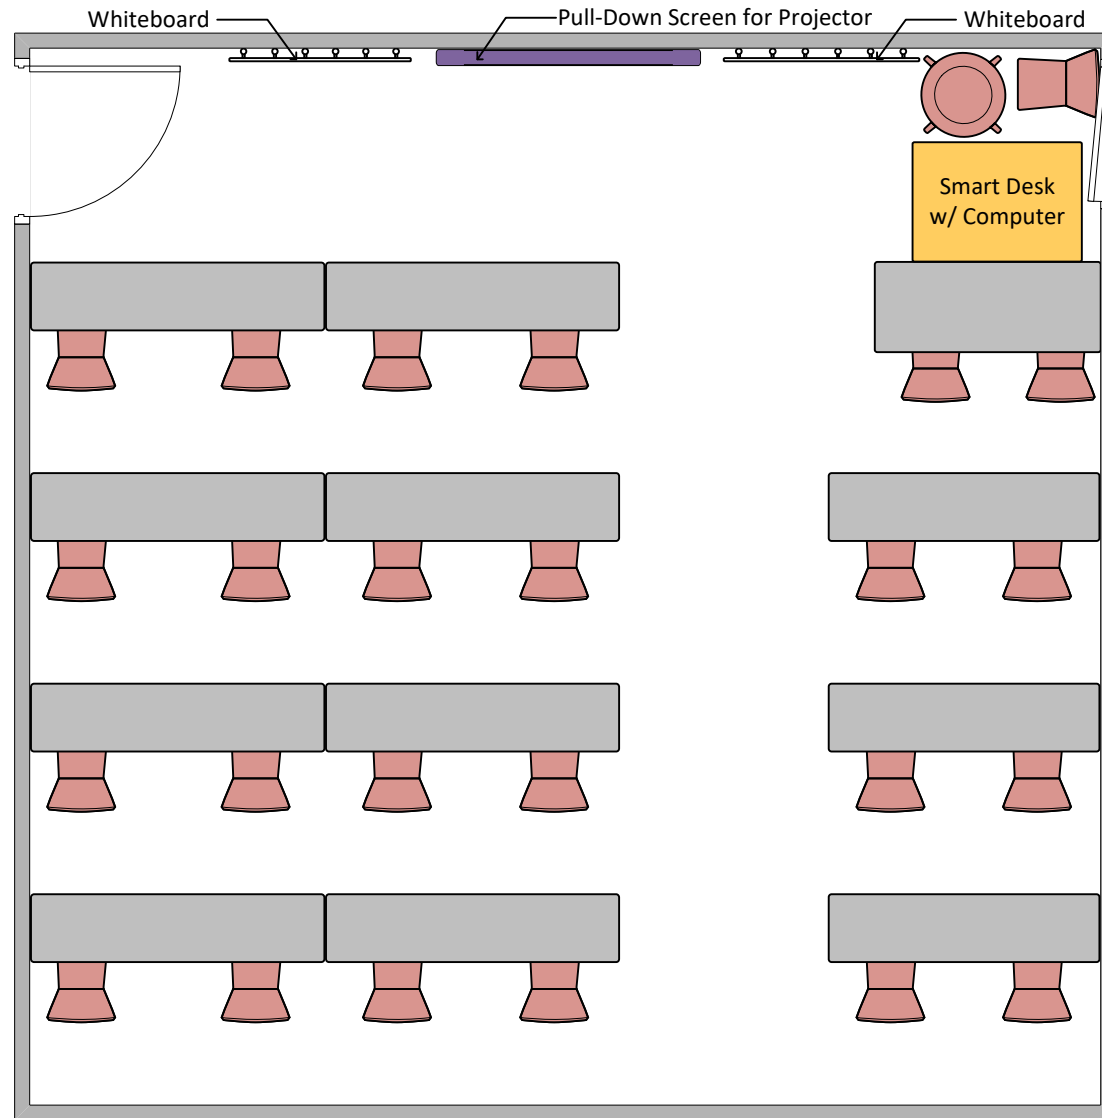 Whiteboard
Pull-Down Screen for Projector
Whiteboard
Smart Desk
w/ Computer